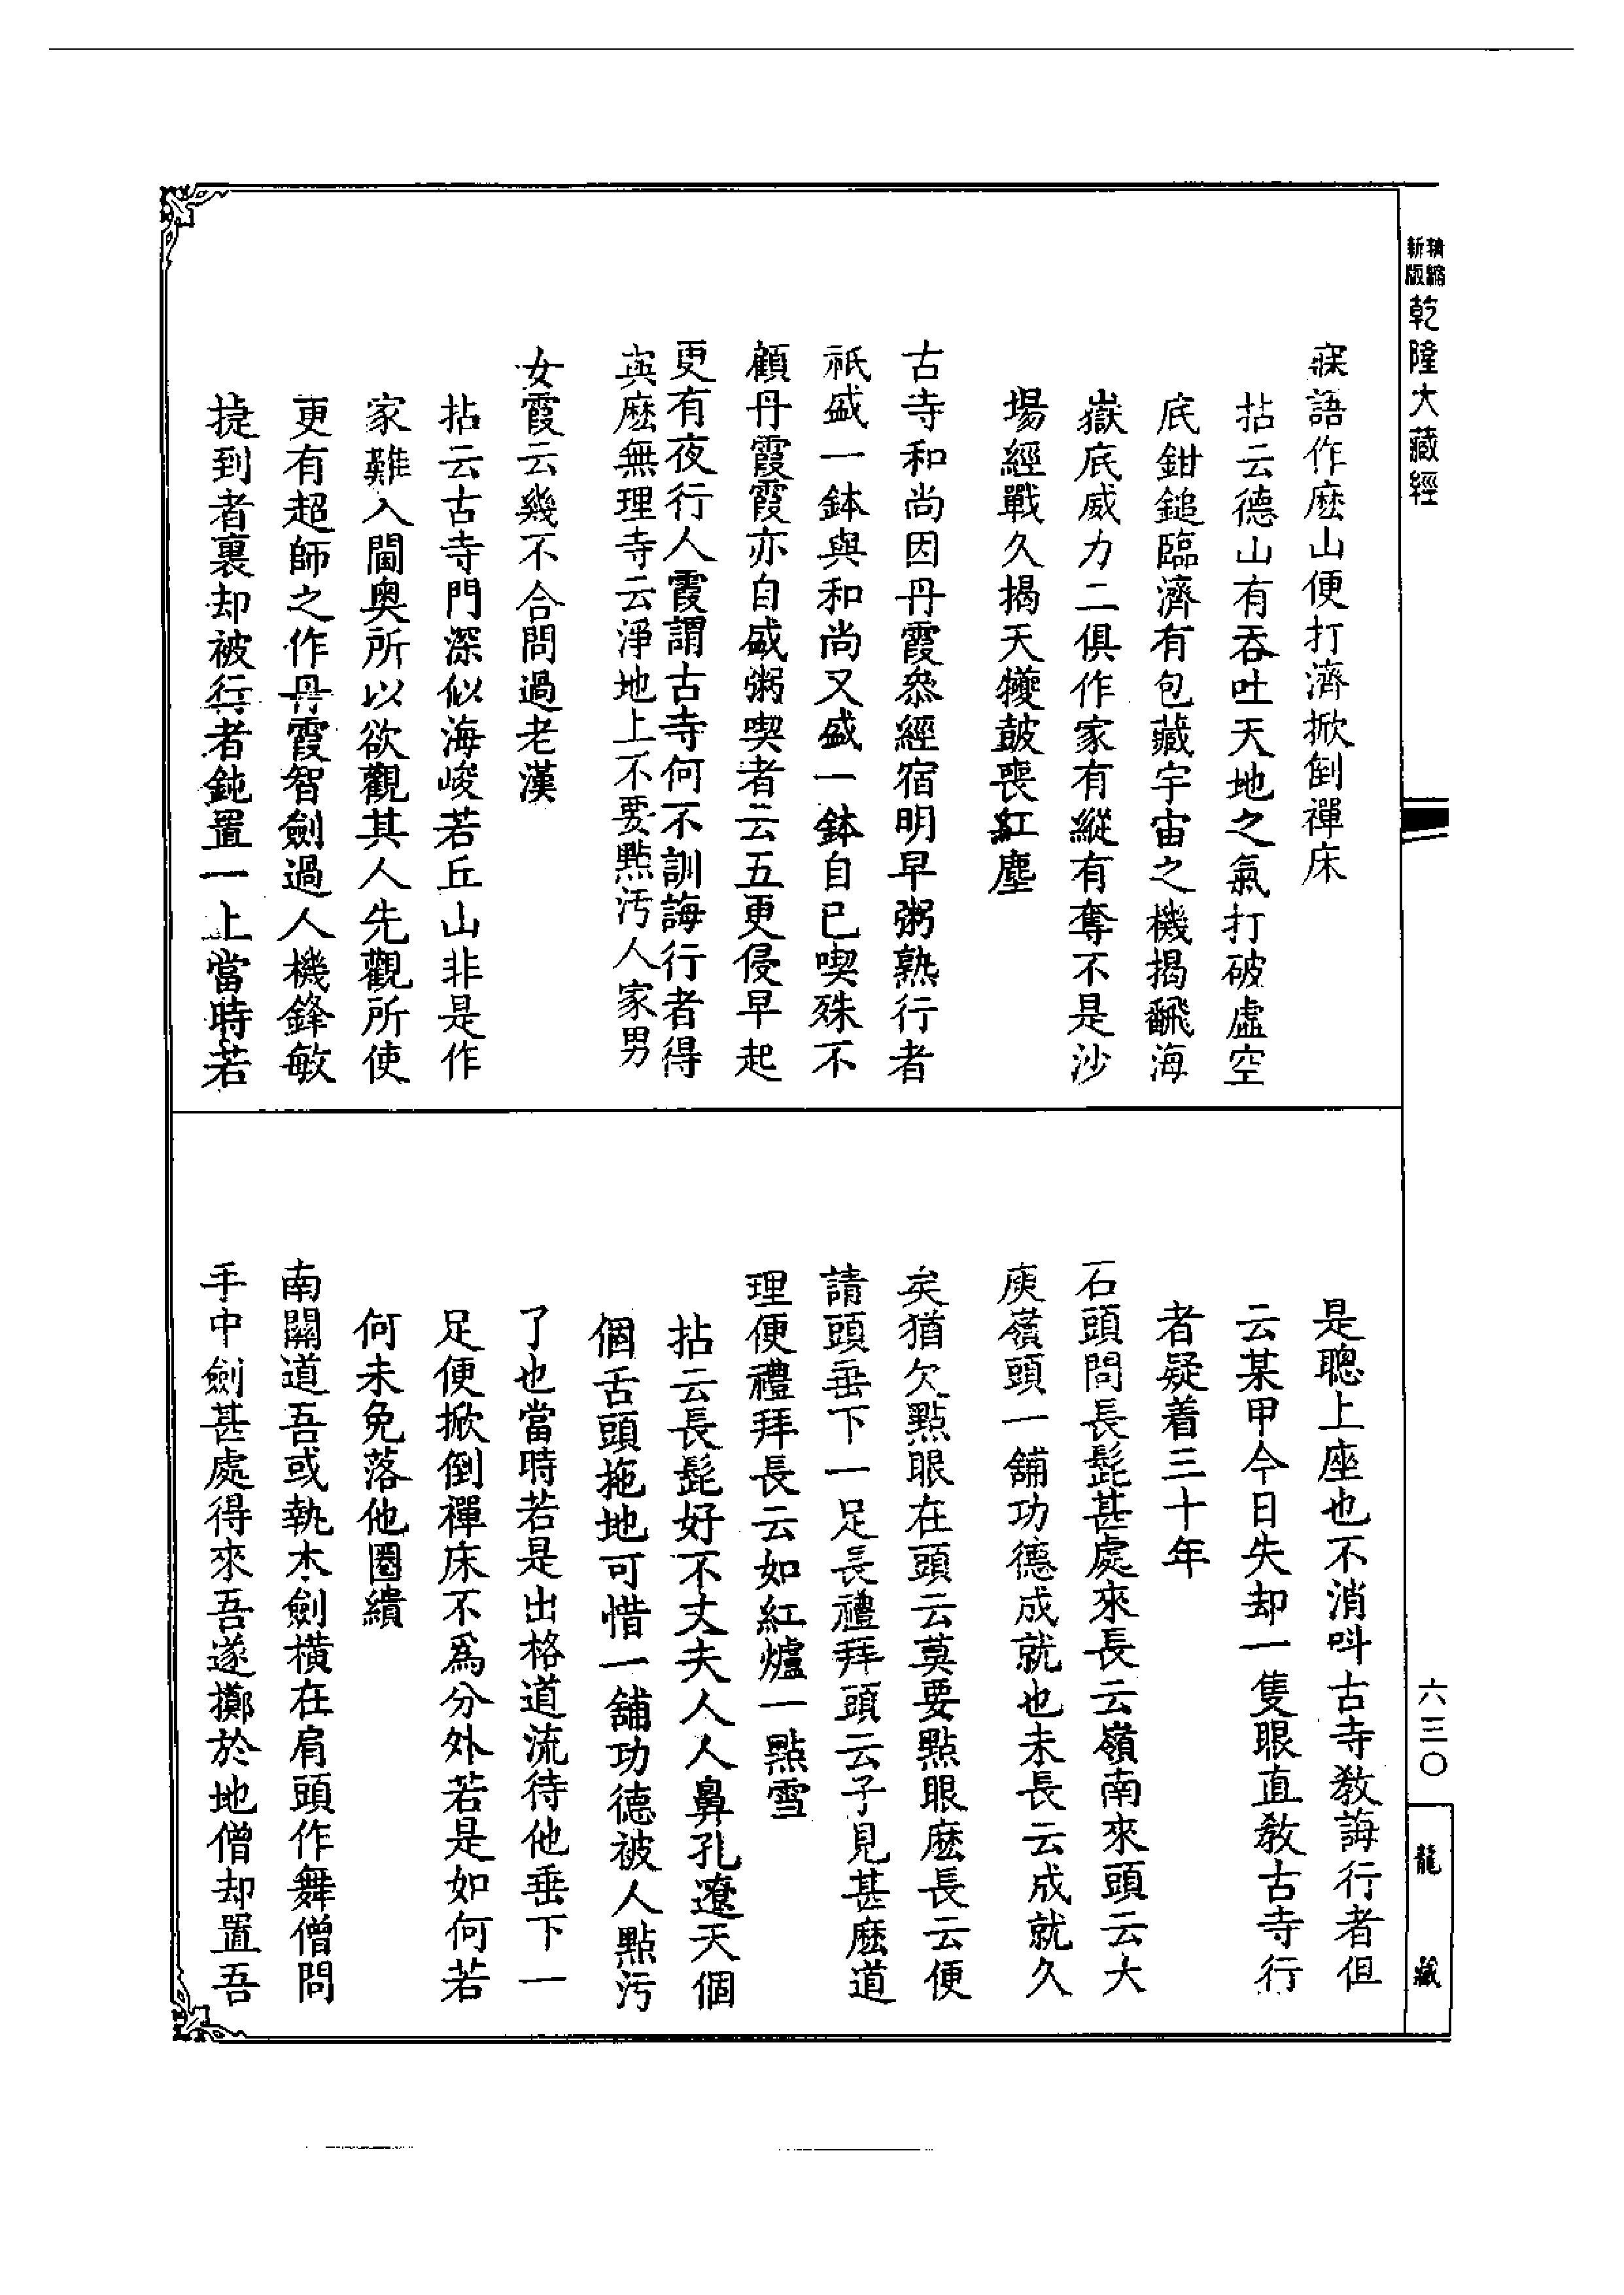 精縮新版乾隆大藏經
寐語作麽山便打濟掀倒禪床
拈云德山有吞吐天地之氣打破虛空
底鉗鎚臨濟有包藏宇宙之機揭飜海
嶽底威力二俱作家有縱有奪不是沙
場經戰久揭天鼙皷喪紅塵
古寺和尚因丹霞叅經宿明早粥熟行者
祇盛一鉢與和尚又盛一鉢自已喫殊不
顧丹霞霞亦自盛粥喫者云五更侵早起
更有夜行人霞謂古寺何不訓誨行者得
與麽無理寺云淨地上不要點汚人家男
女霞云幾不合問過老漢
拈云古寺門深似海峻若丘山非是作
家難入閫奧所以欲觀其人先觀所使
更有超師之作丹霞智劍過人機鋒敏
捷到者裏却被行者鈍置一上當時若
是聰上座也不消呌古寺敎誨行者但
云某甲今日失却一隻眼直敎古寺行
者疑着三十年
石頭問長髭甚處來長云嶺南來頭云大
庾嶺頭一舖功德成就也未長云成就久
矣猶欠點眼在頭云莫要點眼麽長云便
請頭垂下一足長禮拜頭云子見甚麽道
理便禮拜長云如紅爐一點雪
拈云長髭好不丈夫人人鼻孔遼天個
個舌頭拖地可惜一舖功德被人點汚
了也當時若是出格道流待他垂下一
足便掀倒禪床不爲分外若是如何若
何未免落他圈繢
南關道吾或執木劍橫在肩頭作舞僧問
手中劍甚處得來吾遂擲於地僧却置吾
六三〇
龍藏